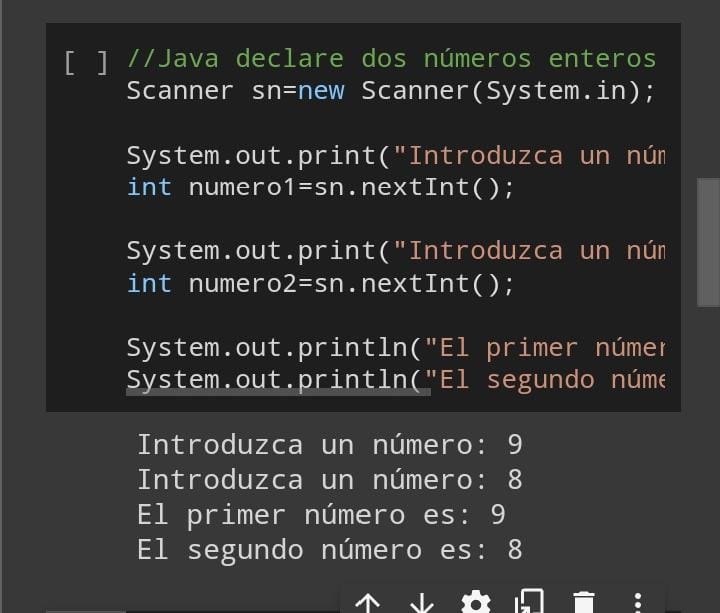 [ ] //Java declare dos números enteros
Scanner sn=new Scanner(System.in);
System.out.print("Introduzca un núm
int numero1=sn.nextInt();
System.out.print("Introduzca un núm
int numero2=sn.nextInt();
System.out.println("El primer númer
System.out.println("El segundo núme
Introduzca un número: 9
Introduzca un número: 8
El primer número es: 9
El segundo número es: 8